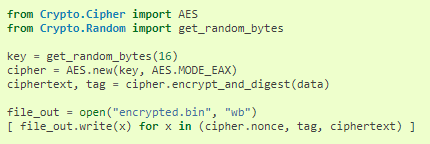 from Crypto.Cipher import AES
from Crypto.Random import get_random_bytes
key = get_random_bytes(16)
cipher = AES.new(key, AES.MODE_EAX)
ciphertext, tag = cipher.encrypt_and_digest(data)
file_out = open("encrypted.bin", "wb")
[ file_out.write(x) for x in (cipher.nonce, tag, ciphertext) ]